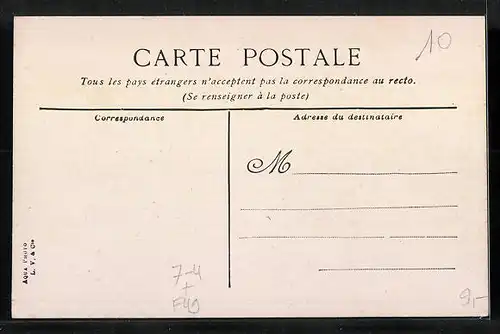 10
CARTE POSTALE
Tous les pays étrangers n'acceptent pas la correspondance au recto.
(Se renseigner à la poste)
Correspondance
Adresse du destinataire
M
AQUA PHOTO
L. V. & Cie
7-4
+
F49
9,-